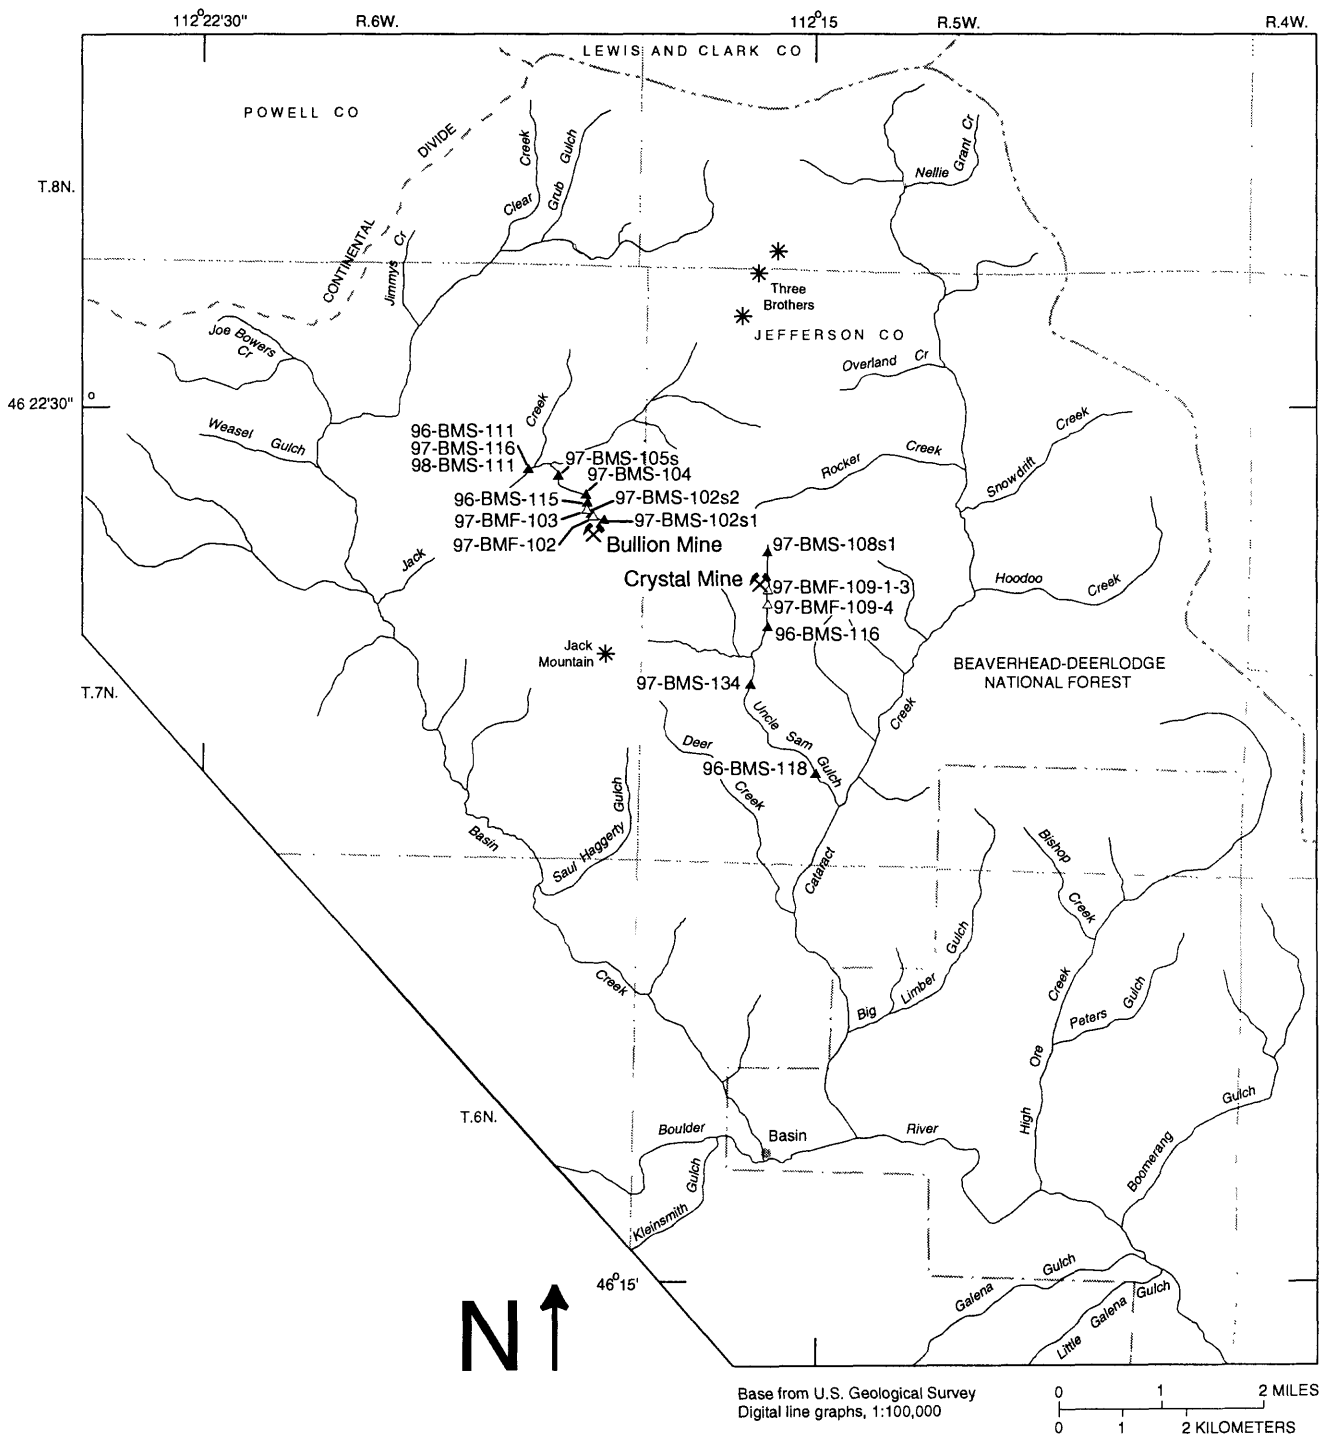 112°22'30"
R.6W.
112°15
R.5W.
R.4W.
LEWIS AND CLARK CO
POWELL CO
DIVIDE
CONTINENTAL
Clear
Creek
Grub
Gulch
Nellie
Grant Cr
T.8N.
Jimmys Cr
Three
Brothers
JEFFERSON CO
Joe Bowers
Cr
Overland Cr
46 22'30"
o
Weasel Gulch
Creek
96-BMS-111
97-BMS-116
98-BMS-111
97-BMS-105s
97-BMS-104
96-BMS-115
97-BMS-102s2
97-BMF-103
97-BMS-102s1
97-BMF-102
Bullion Mine
Rocker Creek
Snowdrift Creek
97-BMS-108s1
Crystal Mine
97-BMF-109-1-3
97-BMF-109-4
96-BMS-116
Jack
Hoodoo Creek
Jack
Mountain
BEAVERHEAD-DEERLODGE
NATIONAL FOREST
T.7N.
97-BMS-134
Uncle Sam Gulch
Deer
Creek
96-BMS-118
Creek
Cataract
Basin
Saul Haggerty Gulch
Bishop
Creek
Creek
Big Limber Gulch
Creek
Ore
High
Peters Gulch
T.6N.
Boulder
Basin
River
Gulch
Boomerang
Kleinsmith
Gulch
46°15'
Galena Gulch
Little Galena Gulch
N
Base from U.S. Geological Survey
Digital line graphs, 1:100,000
0 1 2 MILES
0 1 2 KILOMETERS